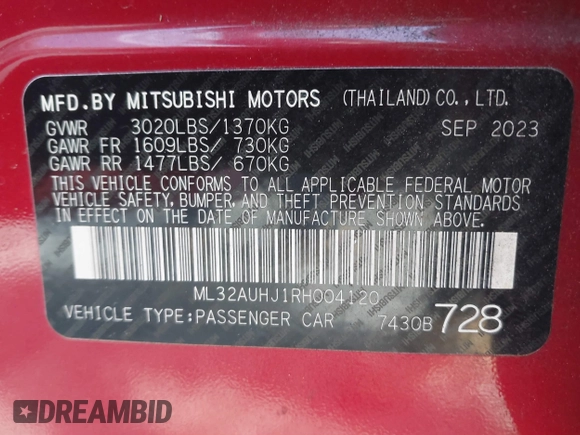 MFD.BY MITSUBISHI MOTORS (THAILAND)CO.,LTD.
GVWR 3020LBS/1370KG SEP 2023
GAWR FR 1609LBS/ 730KG
GAWR RR 1477LBS/ 670KG
THIS VEHICLE CONFORMS TO ALL APPLICABLE FEDERAL MOTOR
VEHICLE SAFETY, BUMPER, AND THEFT PREVENTION STANDARDS
IN EFFECT ON THE DATE OF MANUFACTURE SHOWN ABOVE.
ML32AUHJ1RH004120
VEHICLE TYPE:PASSENGER CAR 7430B 728
DREAMBID